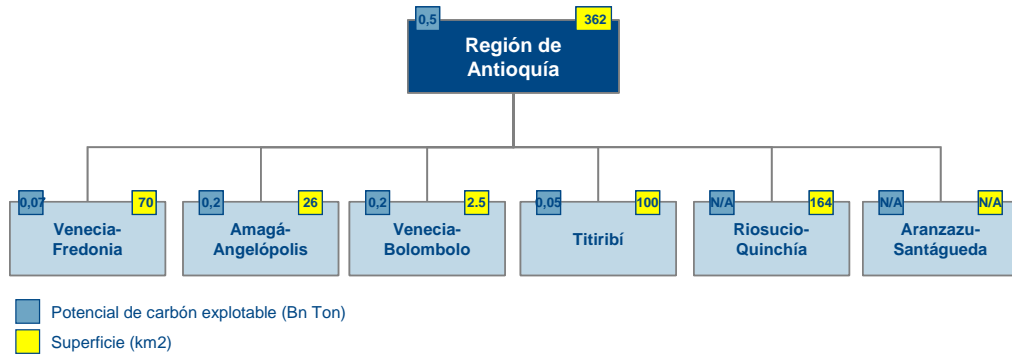 0,5
362
Región de
Antioquía
0,07
70
Venecia-
Fredonia
0,2
26
Amagá-
Angelópolis
0,2
2.5
Venecia-
Bolombolo
0,05
100
Titiribí
N/A
164
Riosucio-
Quinchía
N/A
N/A
Aranzazu-
Santágueda
Potencial de carbón explotable (Bn Ton)
Superficie (km2)